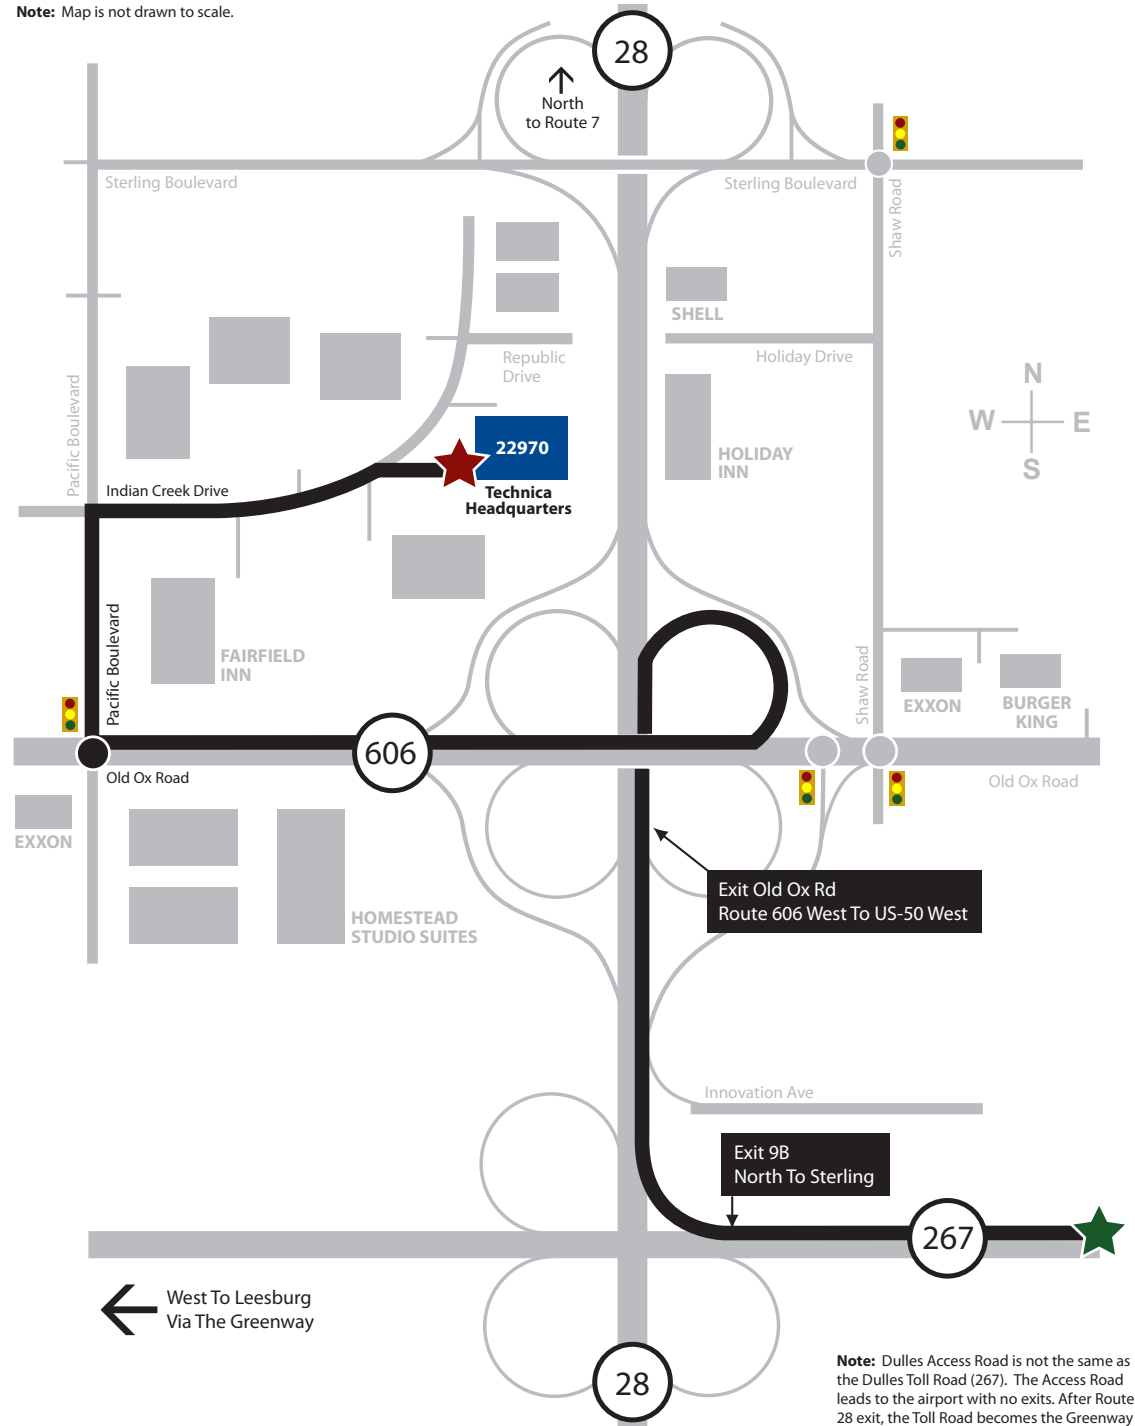 Note: Map is not drawn to scale.
28
North
to Route 7
Sterling Boulevard
Sterling Boulevard
Shaw Road
SHELL
Republic
Drive
Holiday Drive
Pacific Boulevard
N
W
E
S
22970
HOLIDAY
INN
Technica
Headquarters
Indian Creek Drive
Pacific Boulevard
FAIRFIELD
INN
Shaw Road
EXXON
BURGER
KING
606
Old Ox Road
Old Ox Road
EXXON
Exit Old Ox Rd
Route 606 West To US-50 West
HOMESTEAD
STUDIO SUITES
Innovation Ave
Exit 9B
North To Sterling
267
West To Leesburg
Via The Greenway
28
Note: Dulles Access Road is not the same as
the Dulles Toll Road (267). The Access Road
leads to the airport with no exits. After Route
28 exit, the Toll Road becomes the Greenway